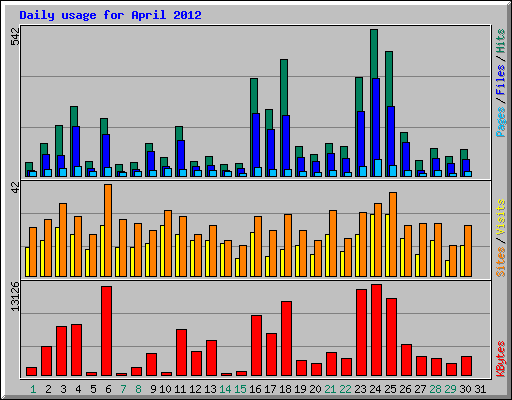 Daily usage for April 2012
542
Pages / Files / Hits
42
Sites / Visits
13126
KBytes
1 2 3 4 5 6 7 8 9 10 11 12 13 14 15 16 17 18 19 20 21 22 23 24 25 26 27 28 29 30 31